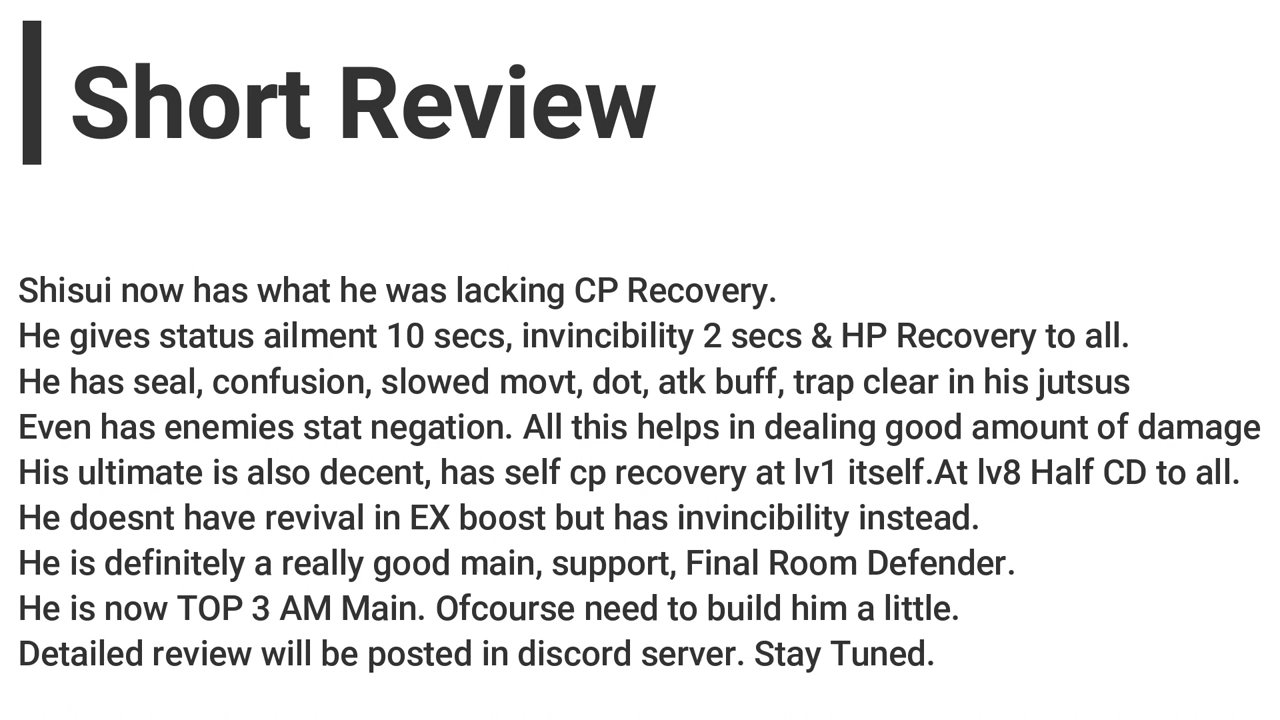 Short Review
Shisui now has what he was lacking CP Recovery.
He gives status ailment 10 secs, invincibility 2 secs & HP Recovery to all.
He has seal, confusion, slowed movt, dot, atk buff, trap clear in his jutsus
Even has enemies stat negation. All this helps in dealing good amount of damage
His ultimate is also decent, has self cp recovery at lv1 itself.At lv8 Half CD to all.
He doesnt have revival in EX boost but has invincibility instead.
He is definitely a really good main, support, Final Room Defender.
He is now TOP 3 AM Main. Ofcourse need to build him a little.
Detailed review will be posted in discord server. Stay Tuned.